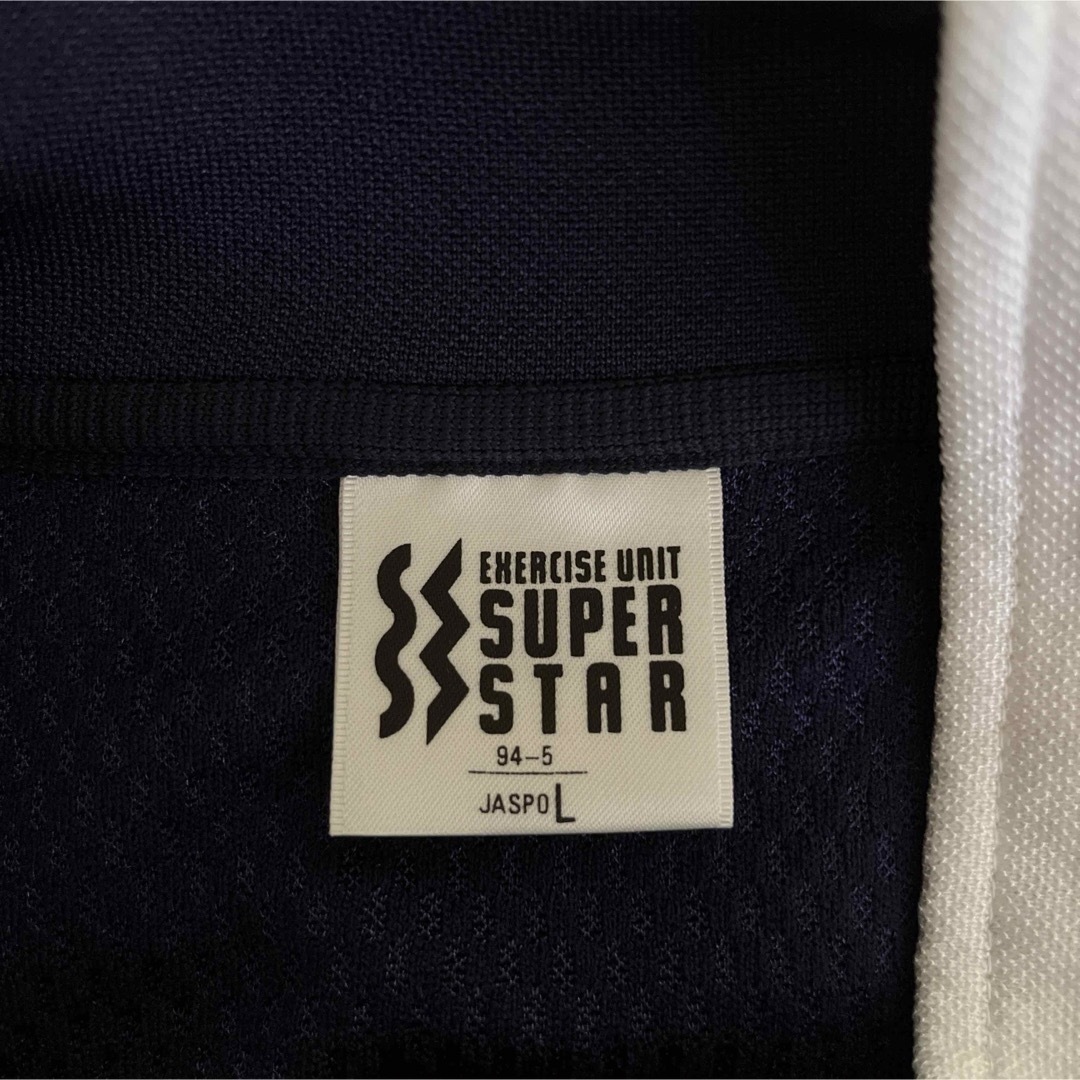 EXERCISE UNIT
SUPER
STAR
94-5
JASPO L